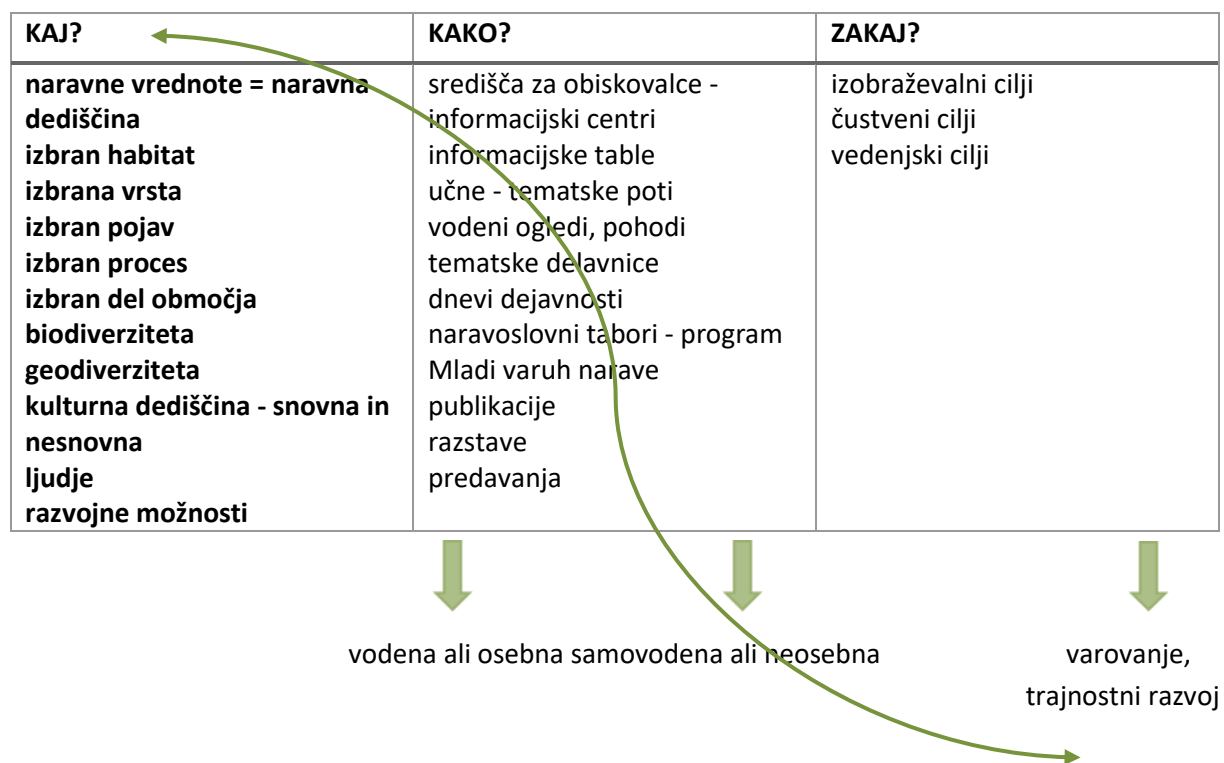 KAJ?
naravne vrednote = naravna
dediščina
izbran habitat
izbrana vrsta
izbran pojav
izbran proces
izbran del območja
biodiverziteta
geodiverziteta
kulturna dediščina - snovna in
nesnovna
ljudje
razvojne možnosti
KAKO?
središča za obiskovalce -
informacijski centri
informacijske table
učne - tematske poti
vodeni ogledi, pohodi
tematske delavnice
dnevi dejavnosti
naravoslovni tabori - program
Mladi varuh narave
publikacije
razstave
predavanja
ZAKAJ?
izobraževalni cilji
čustveni cilji
vedenjski cilji
vodena ali osebna samovodena ali neosebna
varovanje,
trajnostni razvoj